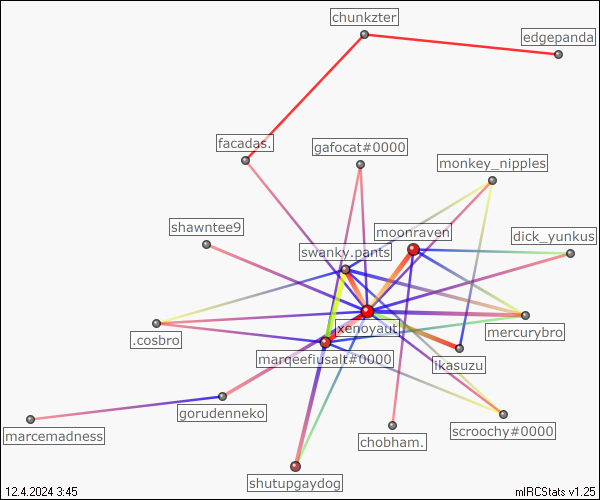 chunkzter
edgepanda
facadas.
gafocat#0000
monkey_nipples
shawntee9
moonraven
dick_yunkus
swanky.pants
xenoyaut
mercurybro
.cosbro
marqeefiusalt#0000
ikasuzu
gorudenneko
marcemadness
chobham.
scroochy#0000
shutupgaydog
12.4.2024 3:45
mIRCStats v1.25